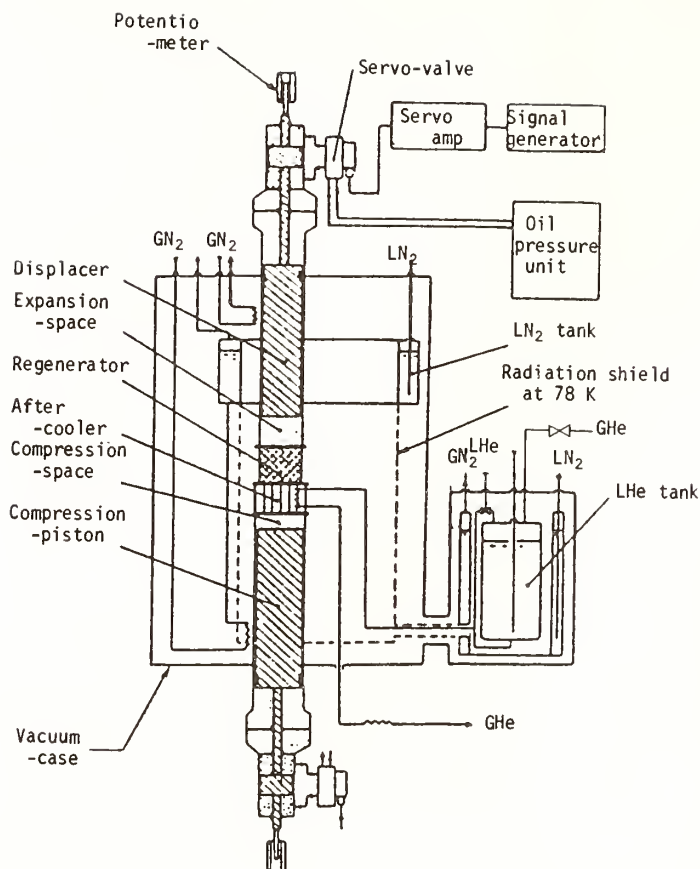 Potentio
-meter
Servo-valve
Servo
amp
Signal
generator
Oil
pressure
unit
GN2
GN2
LN2
Displacer
Expansion
-space
Regenerator
After
-cooler
Compression
-space
Compression
-piston
LN2 tank
Radiation shield
at 78 K
GHe
GN2
LHe
LN2
LHe tank
GHe
Vacuum
-case